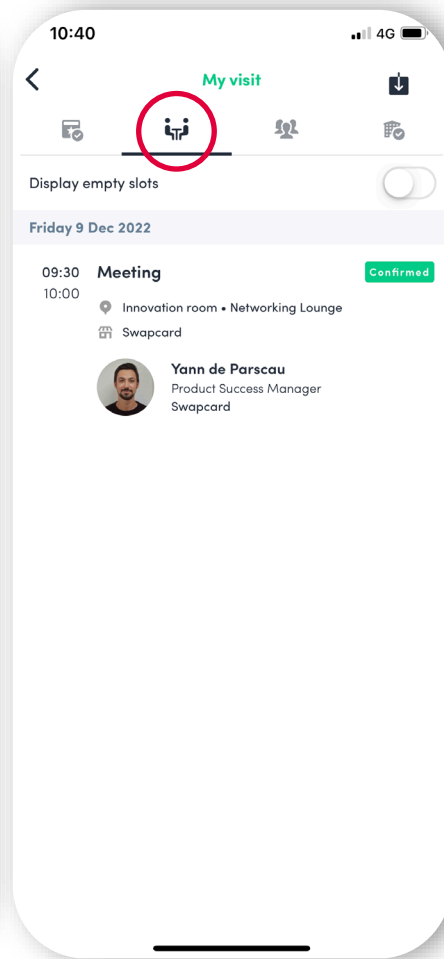 10:40
4G
My visit
Display empty slots
Friday 9 Dec 2022
09:30 Meeting Confirmed
10:00
Innovation room • Networking Lounge
Swapcard
Yann de Parscau
Product Success Manager
Swapcard